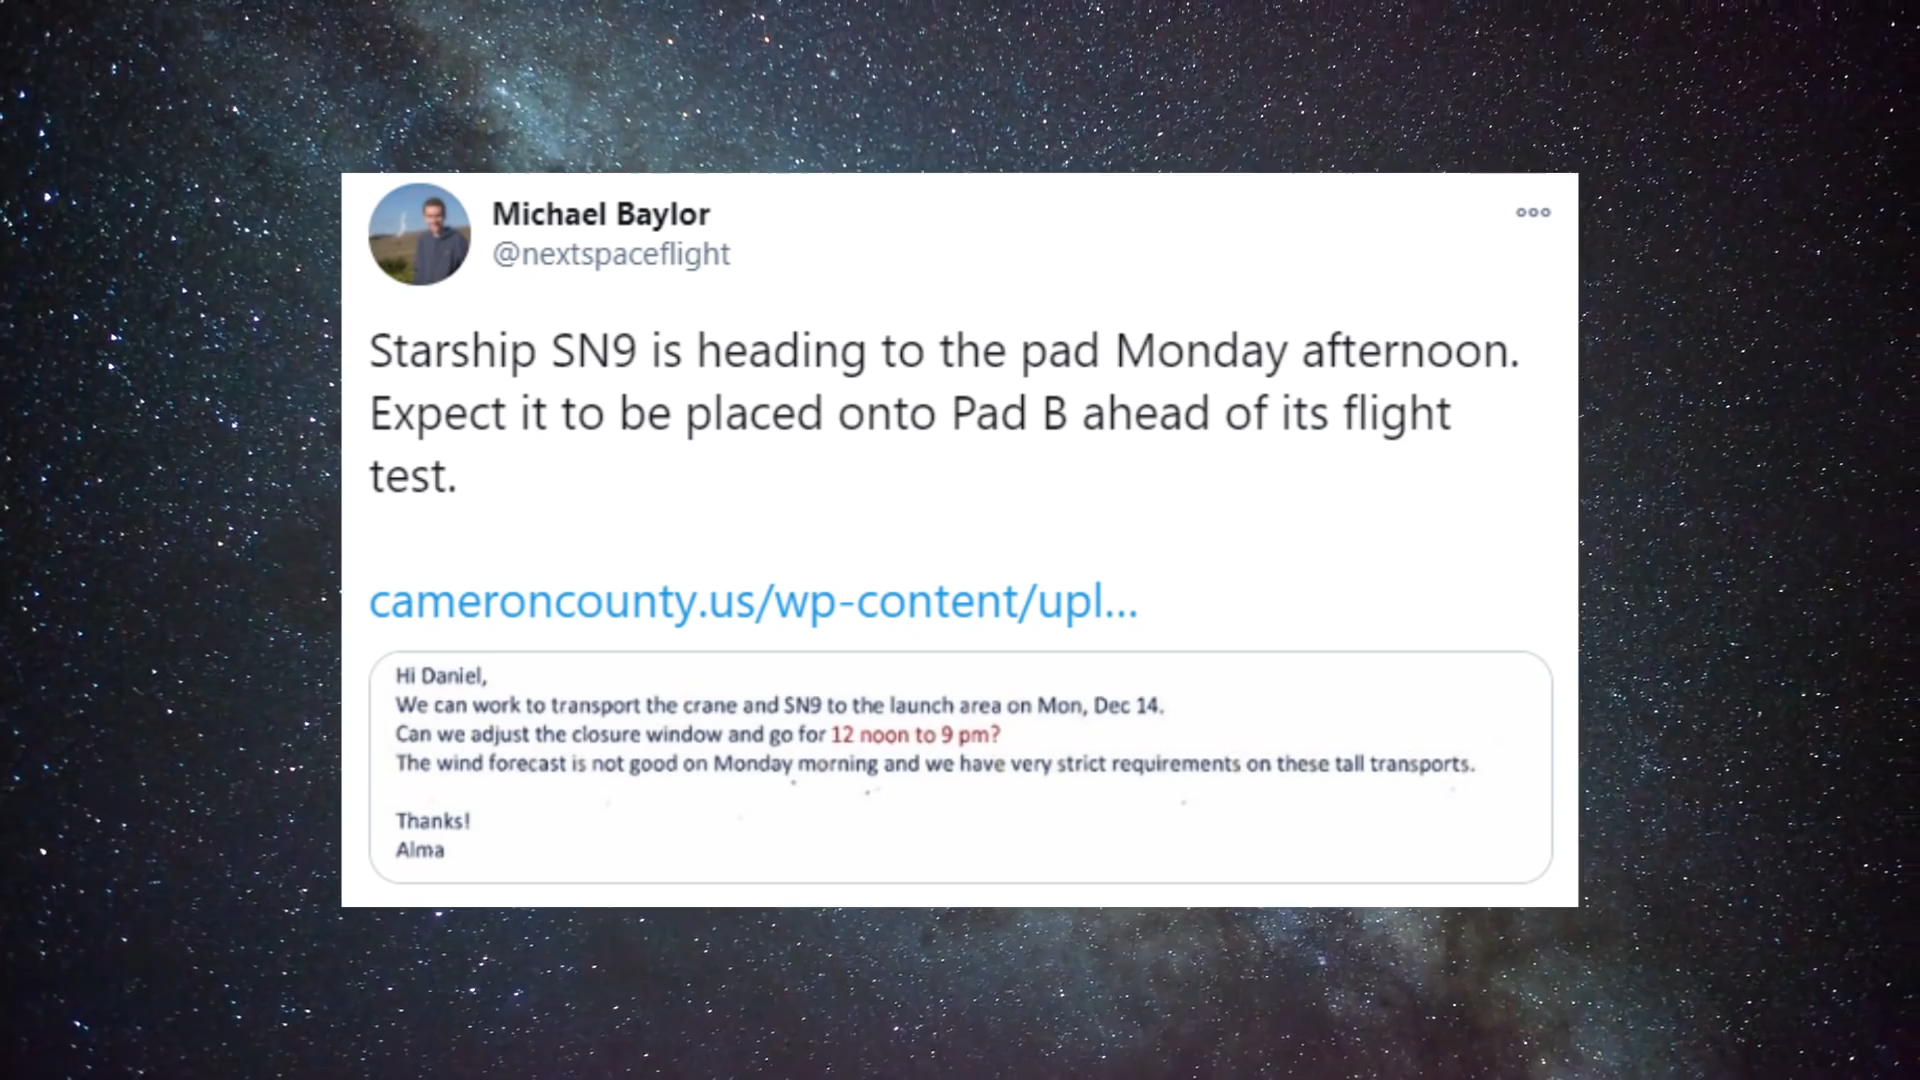 Michael Baylor
@nextspaceflight
Starship SN9 is heading to the pad Monday afternoon.
Expect it to be placed onto Pad B ahead of its flight
test.
cameroncounty.us/wp-content/upl...
Hi Daniel,
We can work to transport the crane and SN9 to the launch area on Mon, Dec 14.
Can we adjust the closure window and go for 12 noon to 9 pm?
The wind forecast is not good on Monday morning and we have very strict requirements on these tall transports.
Thanks!
Alma